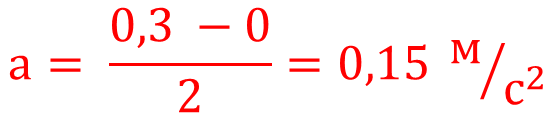 а = (0,3 − 0)/2 = 0,15 м/с²